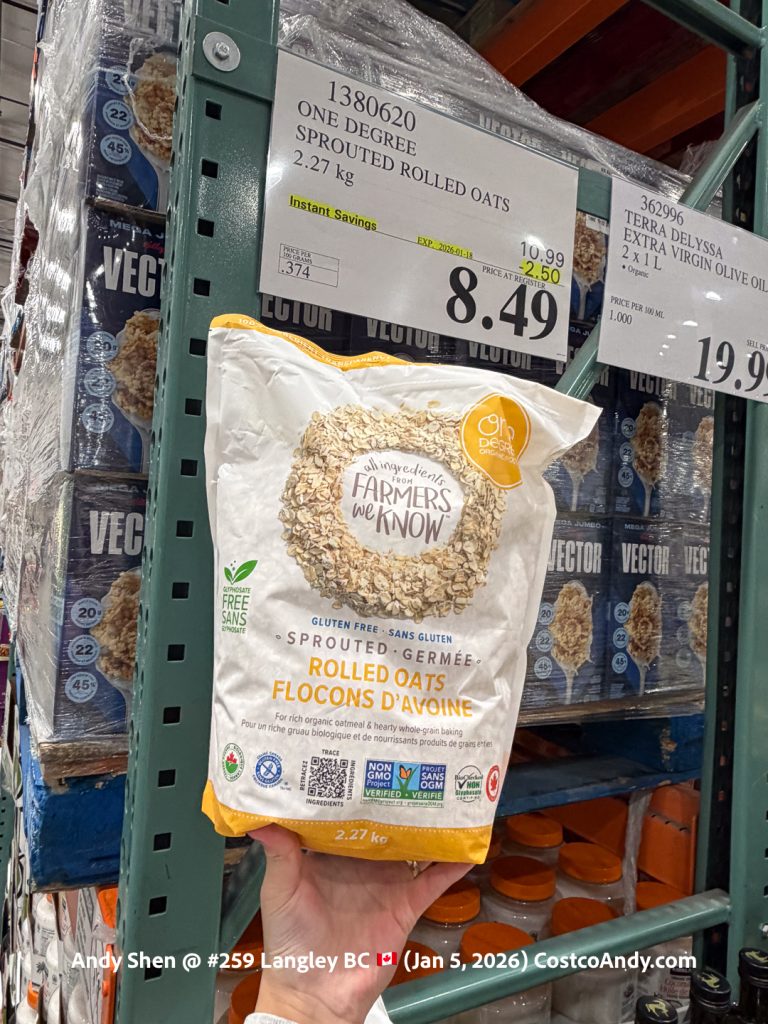 1380620
ONE DEGREE
SPROUTED ROLLED OATS
2.27 kg
Instant Savings
EXP. 2026-01-18
10.99
-2.50
PRICE PER
100 GRAMS
.374
PRICE AT REGISTER
8.49
362996
TERRA DELYSSA
EXTRA VIRGIN OLIVE OIL
2 x 1 L
• Organic
PRICE PER 100 ML
1.000
19.99
one
DEGREE
all ingredients
FROM
FARMERS
we KNOW
GLYPHOSATE
FREE
SANS
GLYPHOSATE
GLUTEN FREE · SANS GLUTEN
SPROUTED · GERMÉE
ROLLED OATS
FLOCONS D'AVOINE
For rich organic oatmeal & hearty whole-grain baking
Pour un riche gruau biologique et de nourrissants produits de grains entiers
TRACE
RETRACEZ
INGREDIENTS
INGRÉDIENTS
NON
GMO
Project
VERIFIED
PROJET
SANS
OGM
VERIFIÉ
BioChecked
NON
Glyphosate
CERTIFIED
2.27 kg
VECTOR
VECTOR
VECTOR
VECTOR
MEGA JUMBO
20
22
45
Andy Shen @ #259 Langley BC 🇨🇦 (Jan 5, 2026) CostcoAndy.com